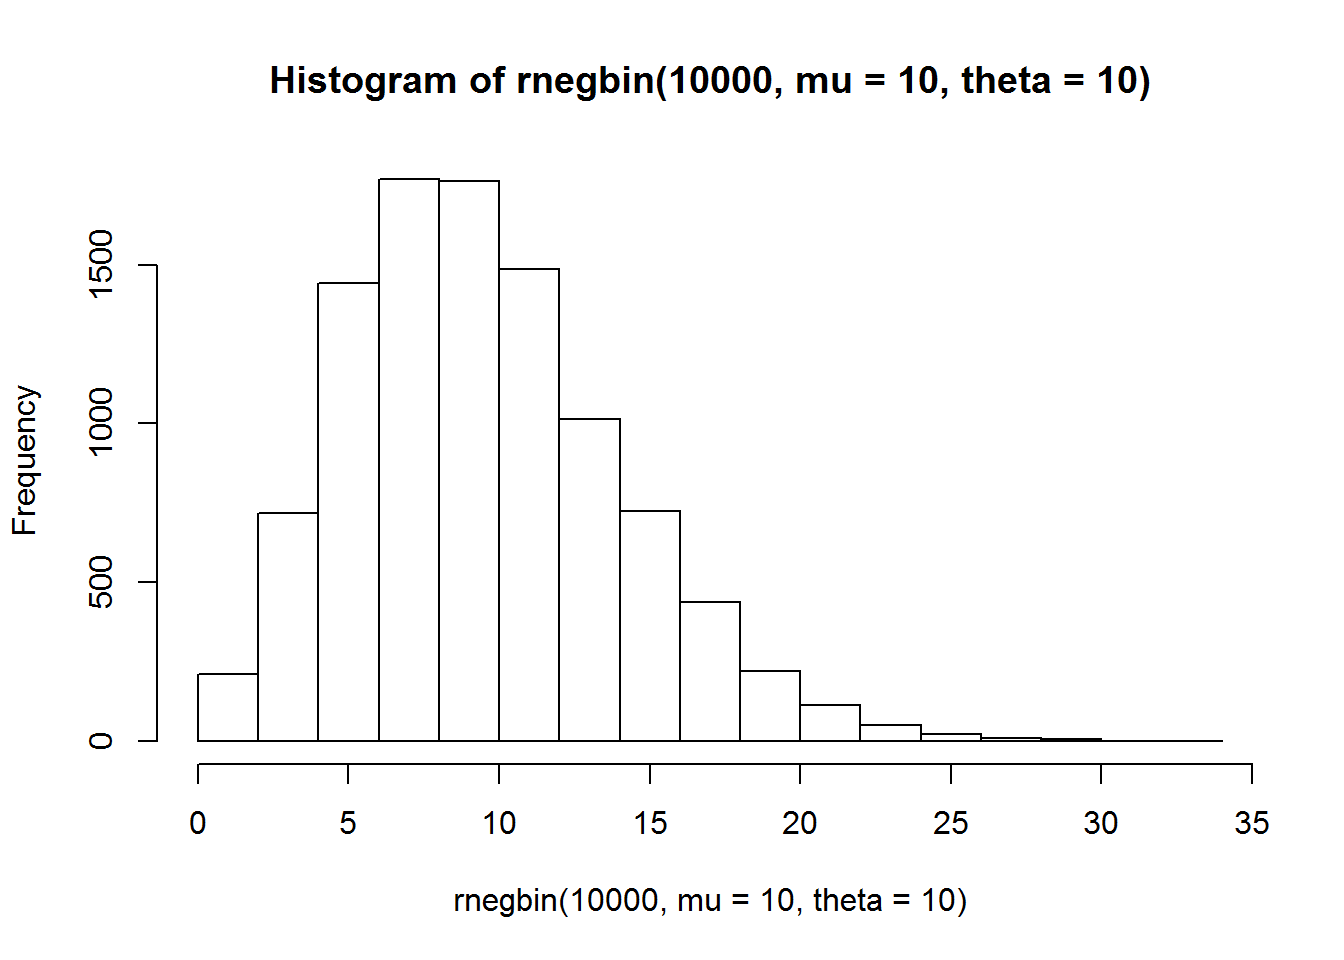 Histogram of rnegbin(10000, mu = 10, theta = 10)
1500
1000
500
0
Frequency
0 5 10 15 20 25 30 35
rnegbin(10000, mu = 10, theta = 10)